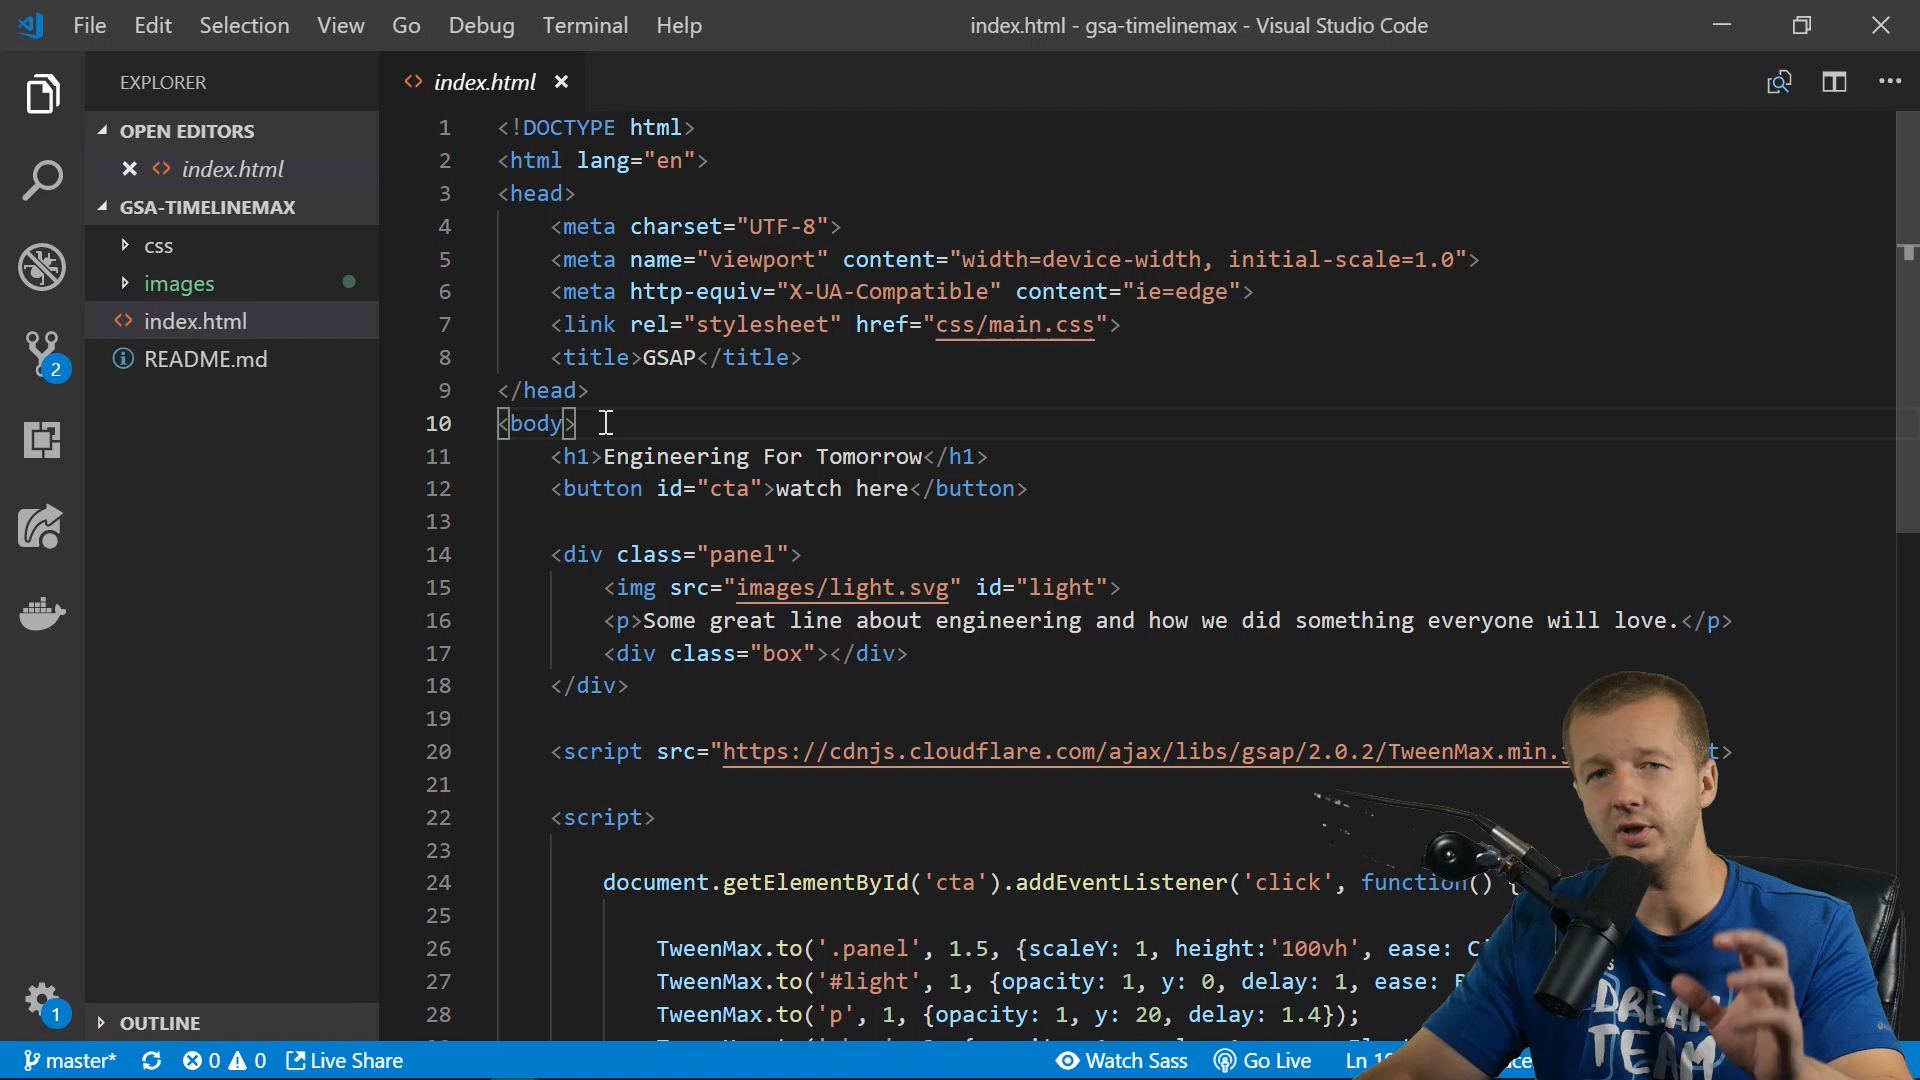 File Edit Selection View Go Debug Terminal Help
index.html - gsa-timelinemax - Visual Studio Code
EXPLORER
OPEN EDITORS
index.html
GSA-TIMELINEMAX
css
images
index.html
README.md
OUTLINE
2
1
index.html
1 <!DOCTYPE html>
2 <html lang="en">
3 <head>
4 <meta charset="UTF-8">
5 <meta name="viewport" content="width=device-width, initial-scale=1.0">
6 <meta http-equiv="X-UA-Compatible" content="ie=edge">
7 <link rel="stylesheet" href="css/main.css">
8 <title>GSAP</title>
9 </head>
10 <body>
11 <h1>Engineering For Tomorrow</h1>
12 <button id="cta">watch here</button>
13
14 <div class="panel">
15 <img src="images/light.svg" id="light">
16 <p>Some great line about engineering and how we did something everyone will love.</p>
17 <div class="box"></div>
18 </div>
19
20 <script src="https://cdnjs.cloudflare.com/ajax/libs/gsap/2.0.2/TweenMax.min. t>
21
22 <script>
23
24 document.getElementById('cta').addEventListener('click', function() {
25
26 TweenMax.to('.panel', 1.5, {scaleY: 1, height:'100vh', ease:
27 TweenMax.to('#light', 1, {opacity: 1, y: 0, delay: 1, ease:
28 TweenMax.to('p', 1, {opacity: 1, y: 20, delay: 1.4});
DREAM
TEAM
master* 0 0 Live Share Watch Sass Go Live Ln